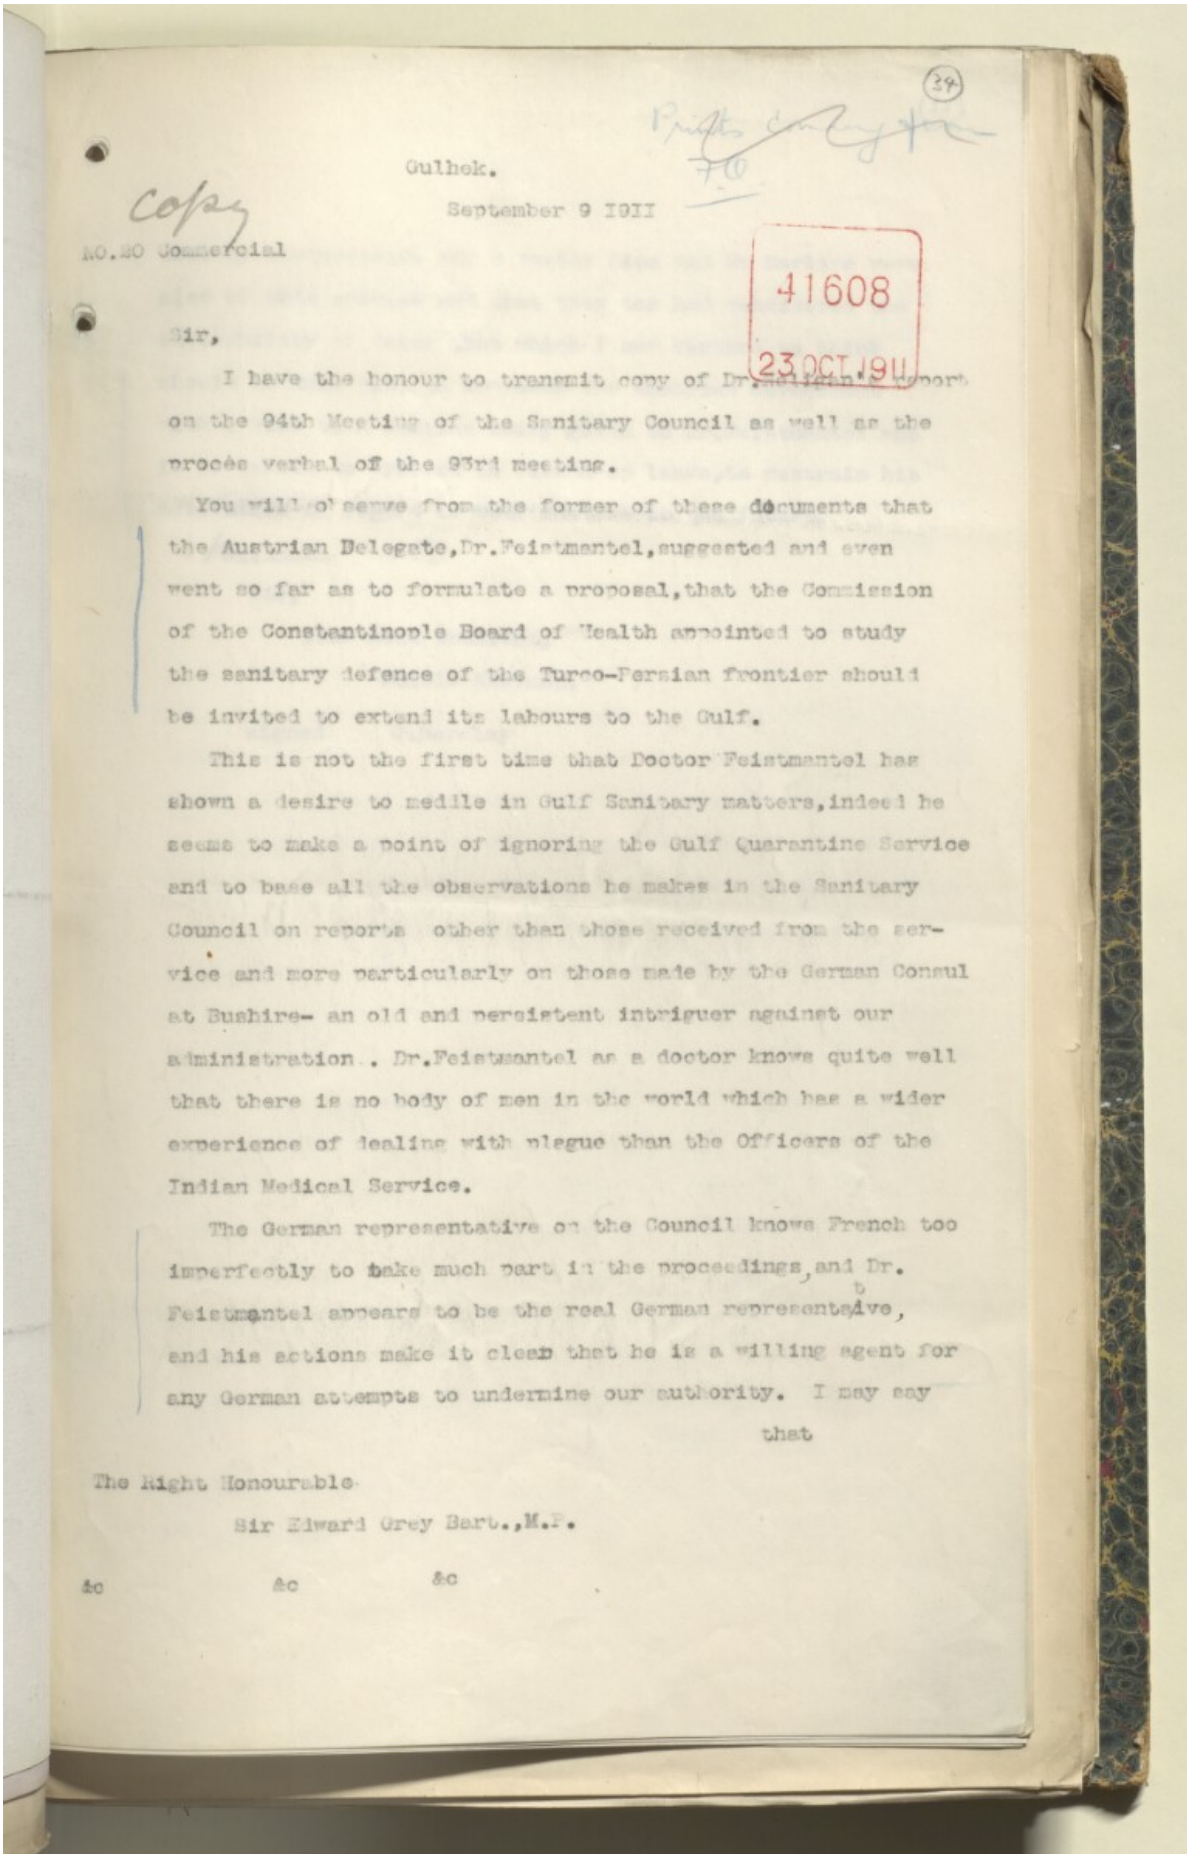 34
Prints coming from
FO
Gulhek.
copy
September 9 I9II
NO.20 Commercial
41608
23 OCT 1911
Sir,
I have the honour to transmit copy of Dr.Neligan's report
on the 94th Meeting of the Sanitary Council as well as the
procès verbal of the 93rd meeting.
You will observe from the former of these documents that
the Austrian Delegate,Dr.Feistmantel,suggested and even
went so far as to formulate a proposal,that the Commission
of the Constantinople Board of Health appointed to study
the sanitary defence of the Turco-Persian frontier should
be invited to extend its labours to the Gulf.
This is not the first time that Doctor Feistmantel has
shown a desire to meddle in Gulf Sanitary matters,indeed he
seems to make a point of ignoring the Gulf Quarantine Service
and to base all the observations he makes in the Sanitary
Council on reports other than those received from the ser-
vice and more particularly on those made by the German Consul
at Bushire- an old and persistent intriguer against our
administration . Dr.Feistmantel as a doctor knows quite well
that there is no body of men in the world which has a wider
experience of dealing with plague than the Officers of the
Indian Medical Service.
The German representative on the Council knows French too
imperfectly to take much part in the proceedings,and Dr.
Feistmantel appears to be the real German representative,
and his actions make it clear that he is a willing agent for
any German attempts to undermine our authority. I may say
that
The Right Honourable
Sir Edward Grey Bart.,M.P.
&c &c &c